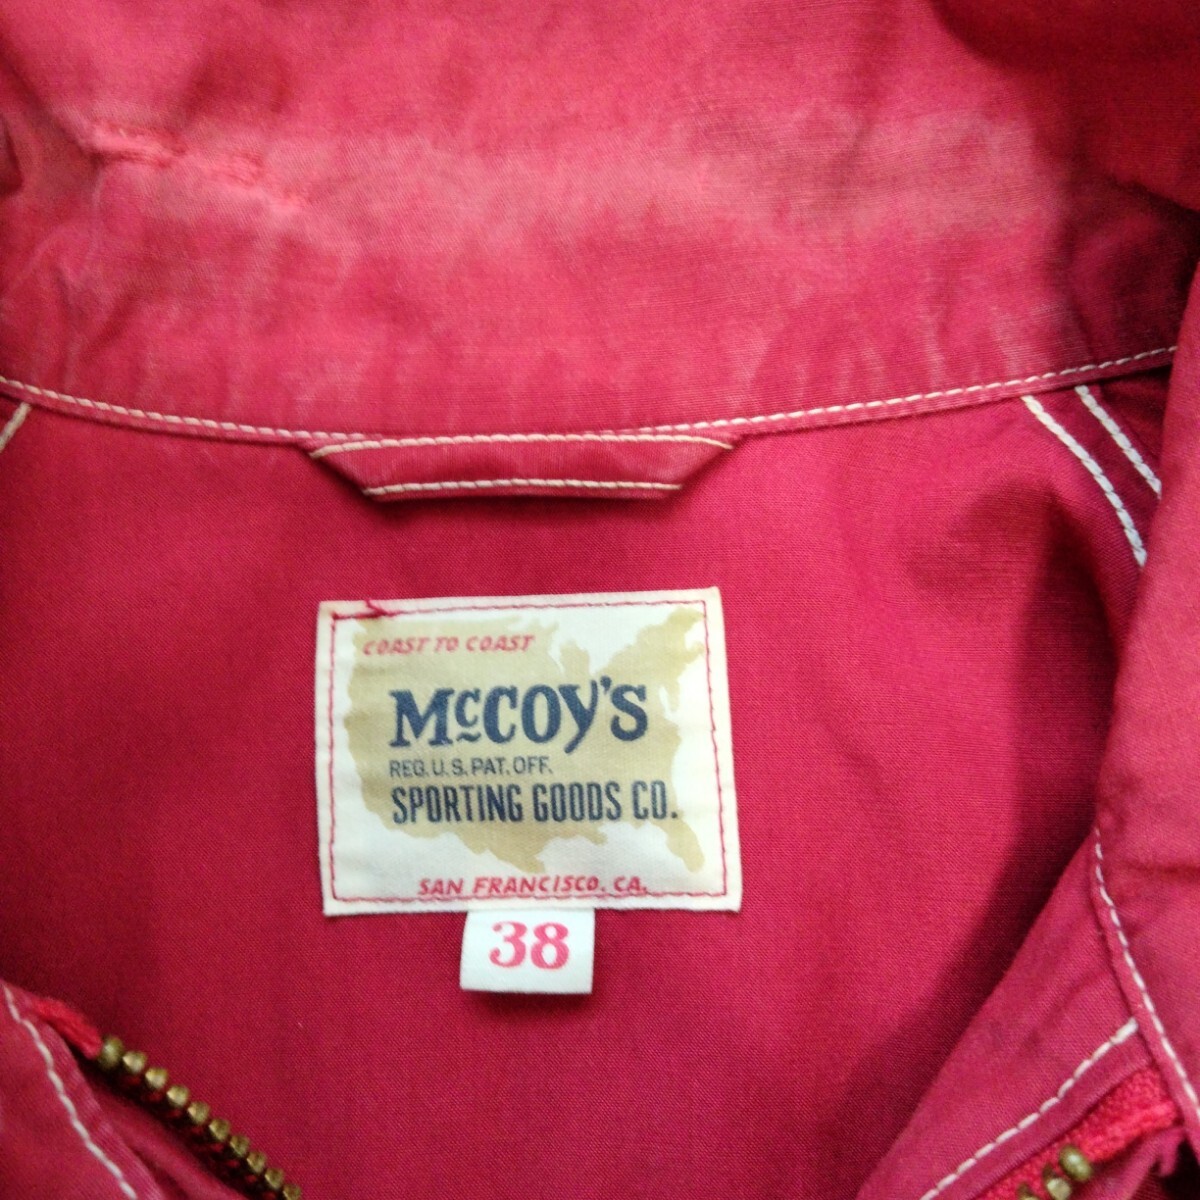 COAST TO COAST
McCOY'S
REG. U.S. PAT. OFF.
SPORTING GOODS CO.
SAN FRANCISCO, CA.
38